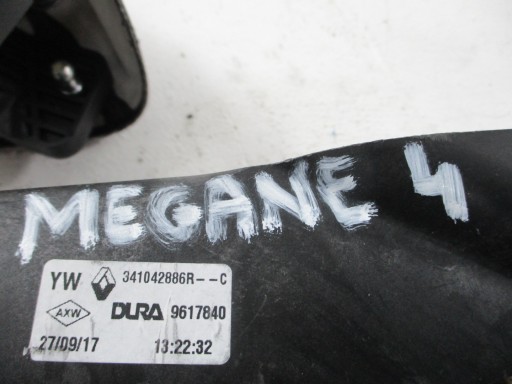 MEGANE 4
YW 341042886R--C
AXW DURA 9617840
27/09/17 13:22:32